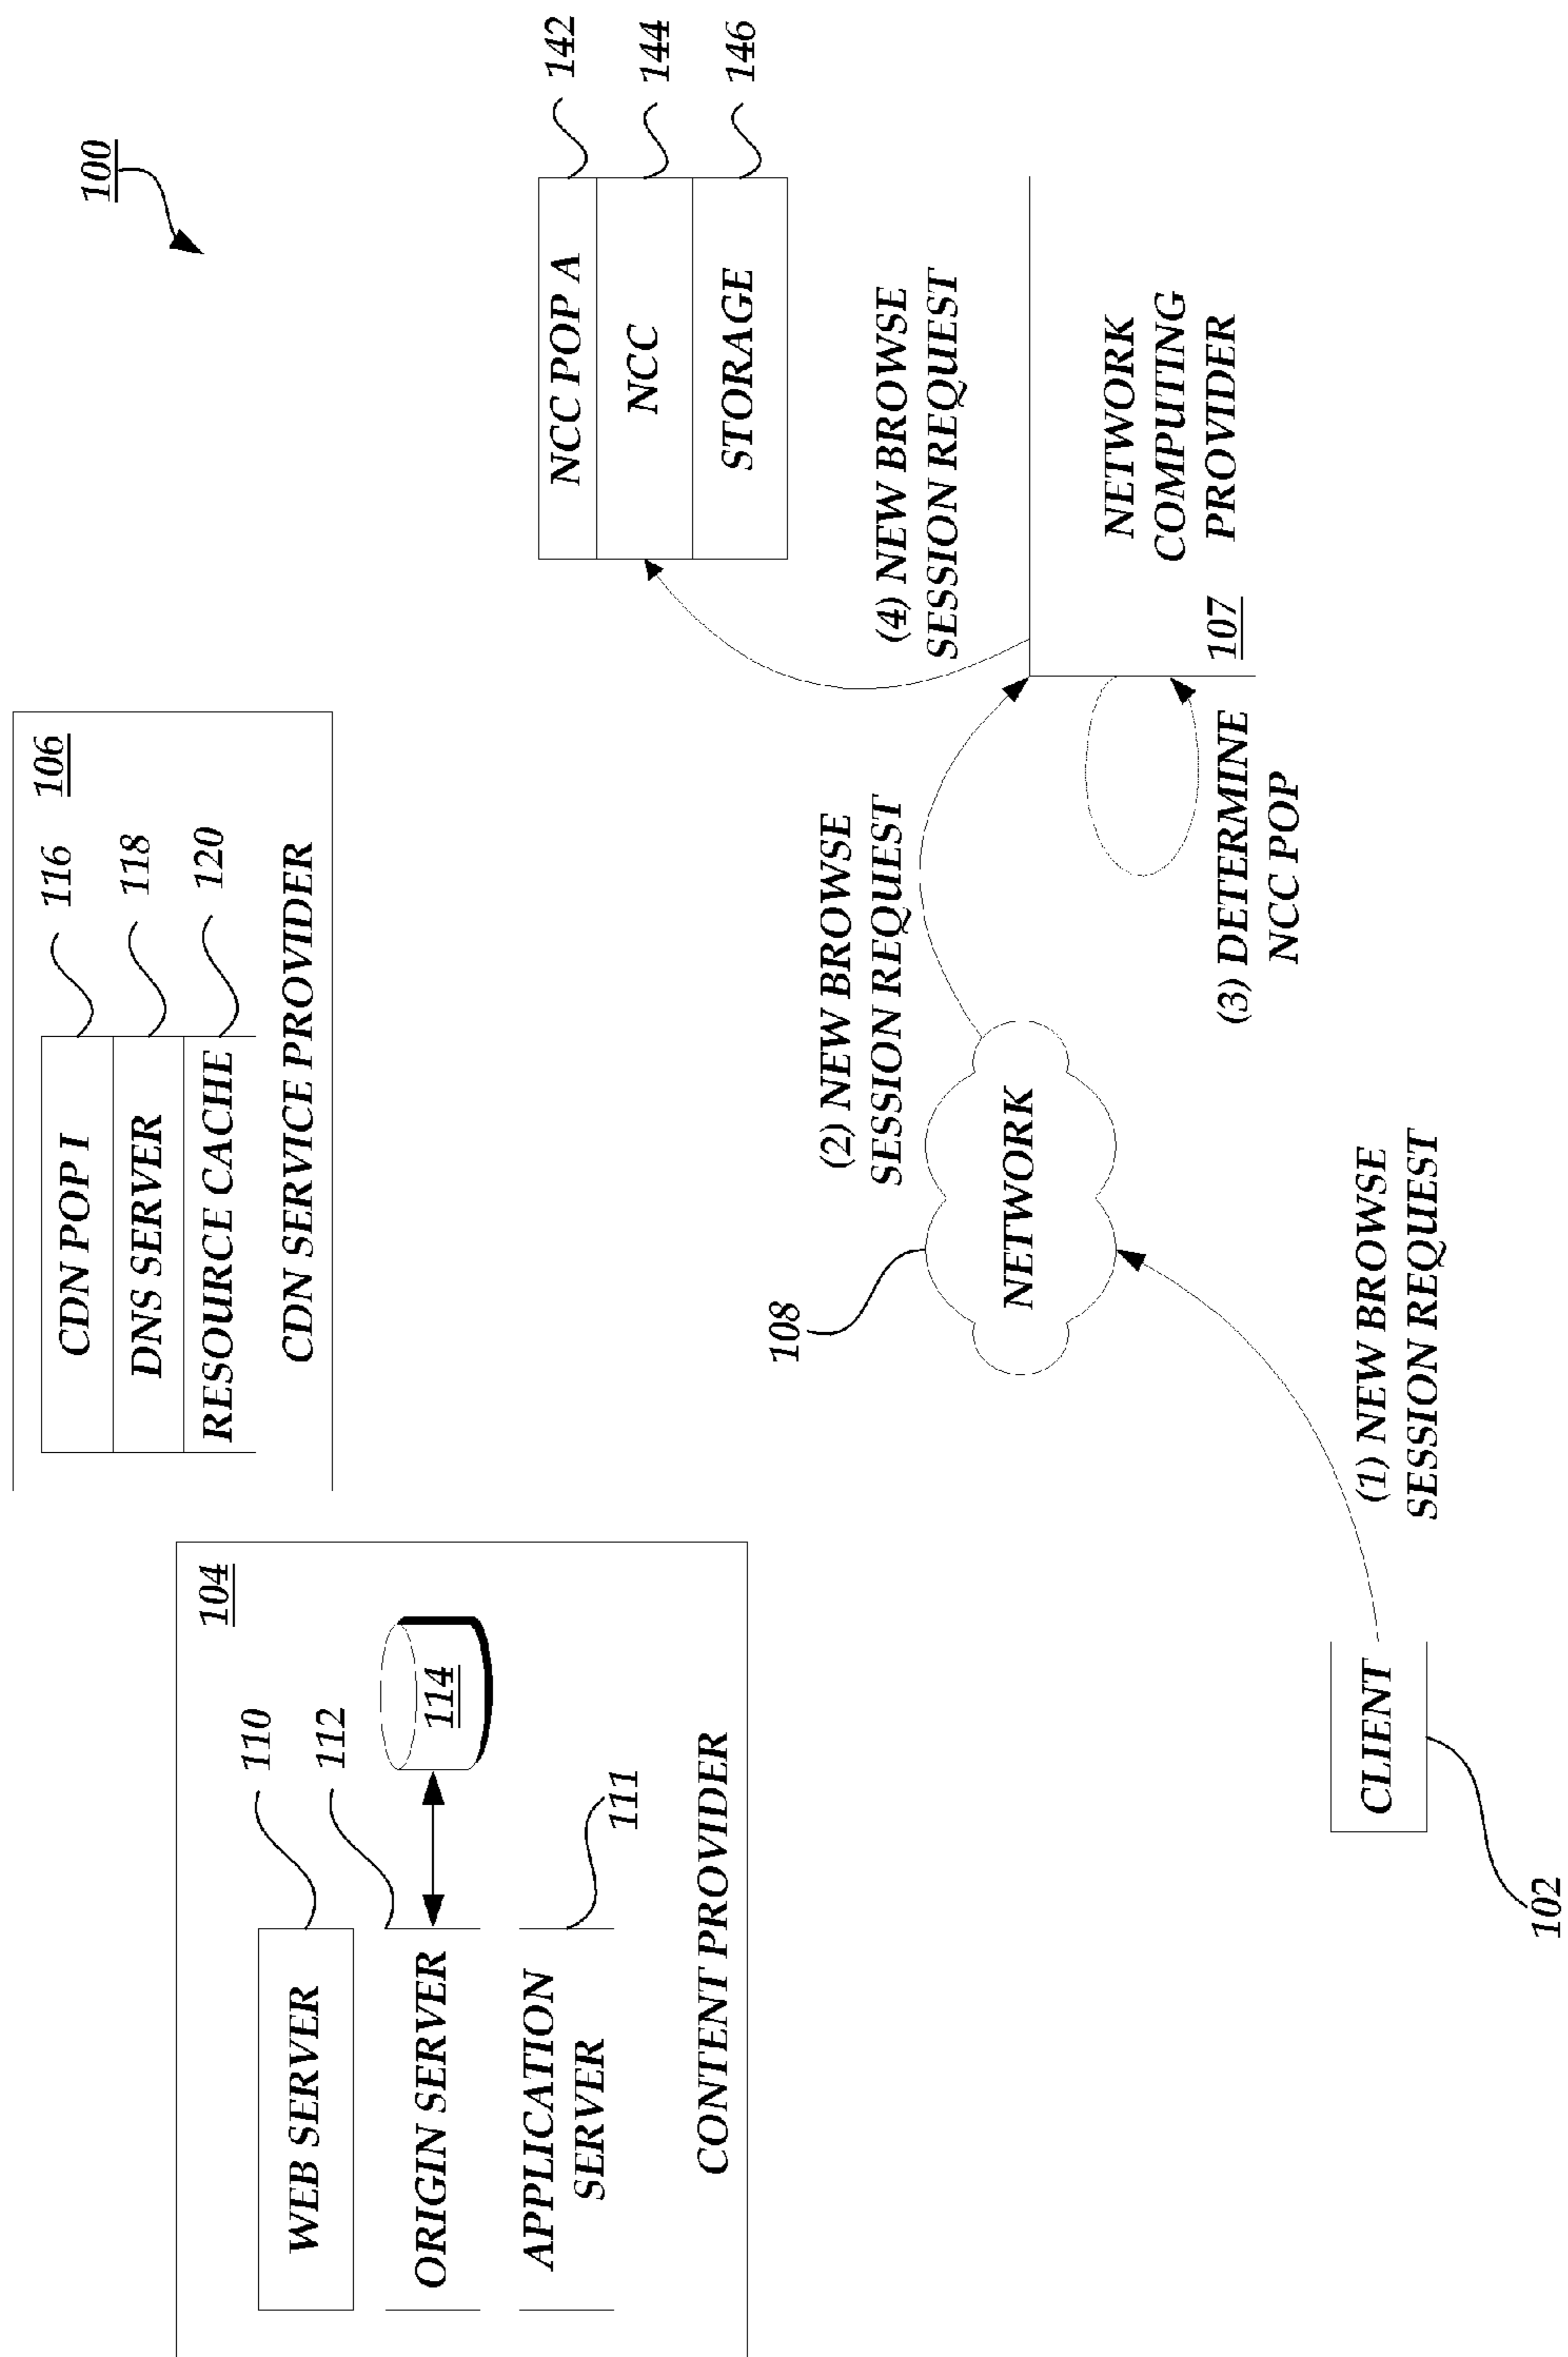 100
104
WEB SERVER
110
ORIGIN SERVER
112
114
APPLICATION
SERVER
111
CONTENT PROVIDER
106
CDN POP I
116
DNS SERVER
118
RESOURCE CACHE
120
CDN SERVICE PROVIDER
NCC POP A
142
NCC
144
STORAGE
146
108
NETWORK
(2) NEW BROWSE
SESSION REQUEST
(4) NEW BROWSE
SESSION REQUEST
NETWORK
COMPUTING
PROVIDER
107
(3) DETERMINE
NCC POP
(1) NEW BROWSE
SESSION REQUEST
CLIENT
102